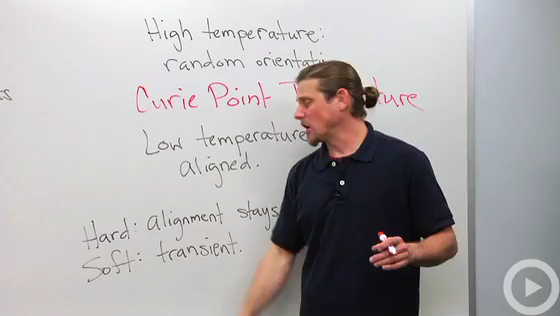 High temperature:
random
Curie Point
Low temperature
aligned.
Hard: alignment stays
Soft: transient.